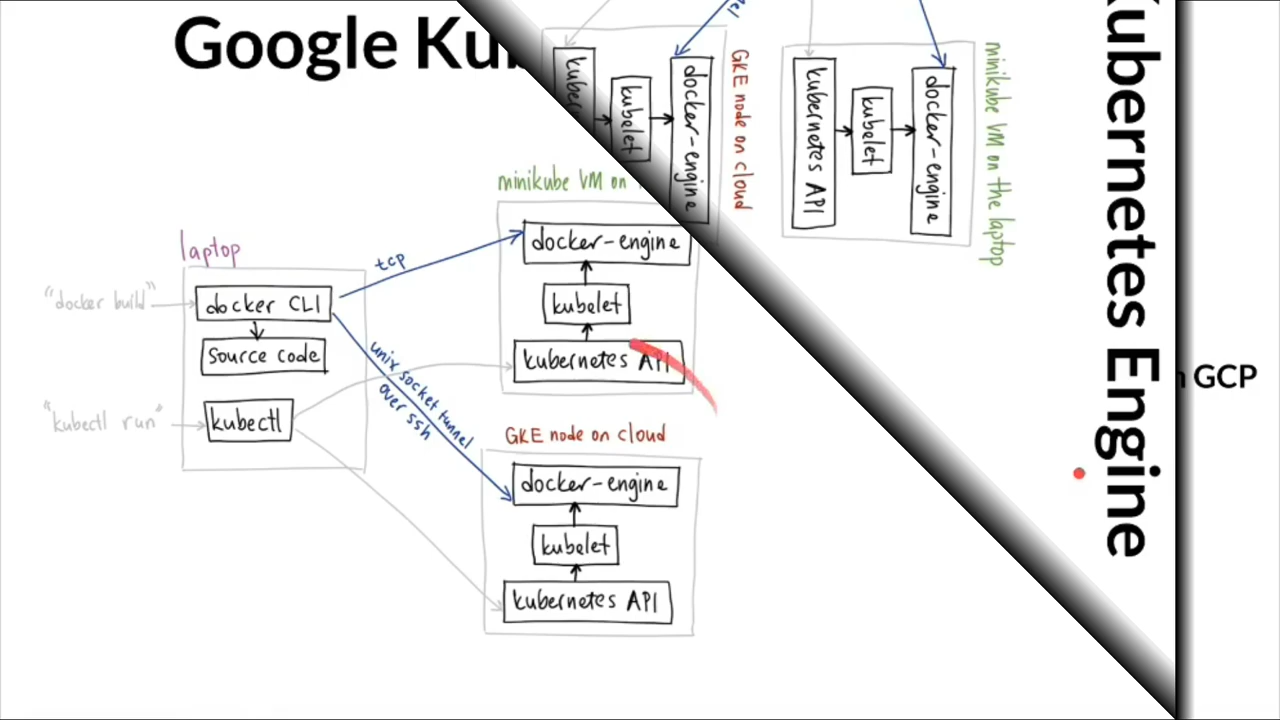 Google Ku
kuber
kubelet
docker-engine
GKE node on cloud
kubernetes API
kubelet
docker-engine
minikube VM on the laptop
ubernetes Engine
minikube VM on
docker-engine
kubelet
kubernetes API
laptop
"docker build"
docker CLI
source code
"kubectl run"
kubectl
tcp
unix socket tunnel
over ssh
GKE node on cloud
docker-engine
kubelet
kubernetes API
GCP